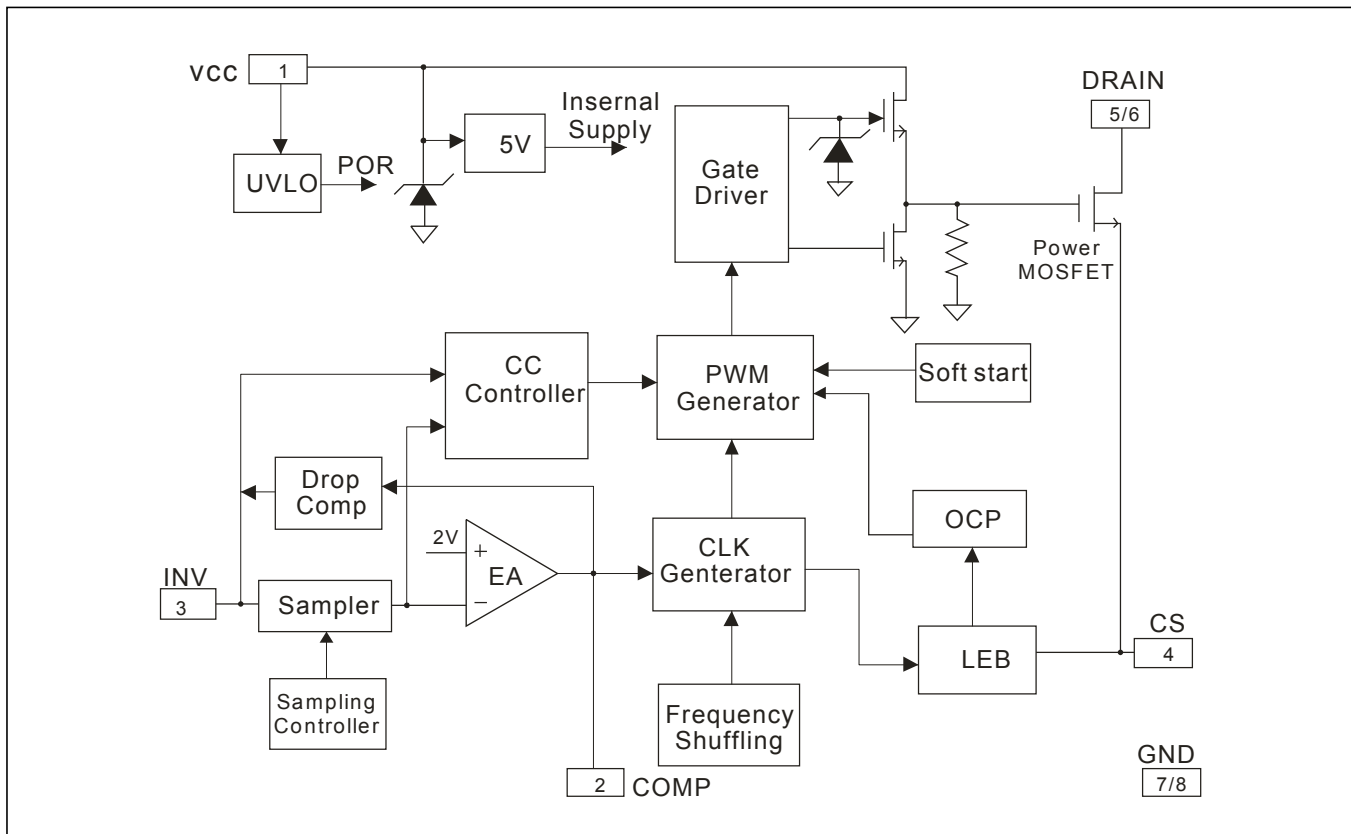 vcc
1
UVLO
POR
5V
Insernal
Supply
Gate
Driver
DRAIN
5/6
Power
MOSFET
CC
Controller
PWM
Generator
Soft start
Drop
Comp
2V
+
EA
−
CLK
Genterator
OCP
INV
3
Sampler
LEB
CS
4
Sampling
Controller
Frequency
Shuffling
2
COMP
GND
7/8